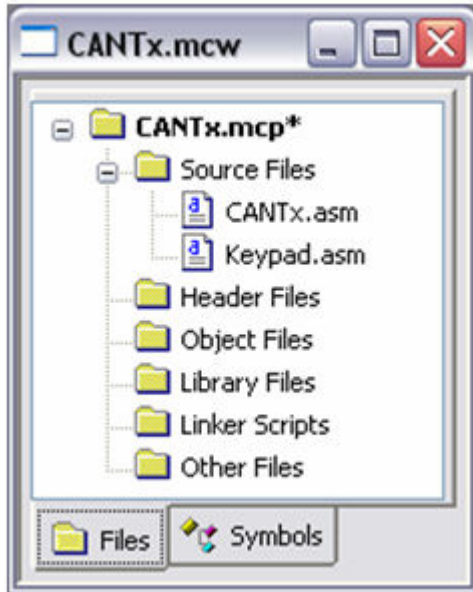 CANTx.mcw
CANTx.mcp*
Source Files
CANTx.asm
Keypad.asm
Header Files
Object Files
Library Files
Linker Scripts
Other Files
Files Symbols